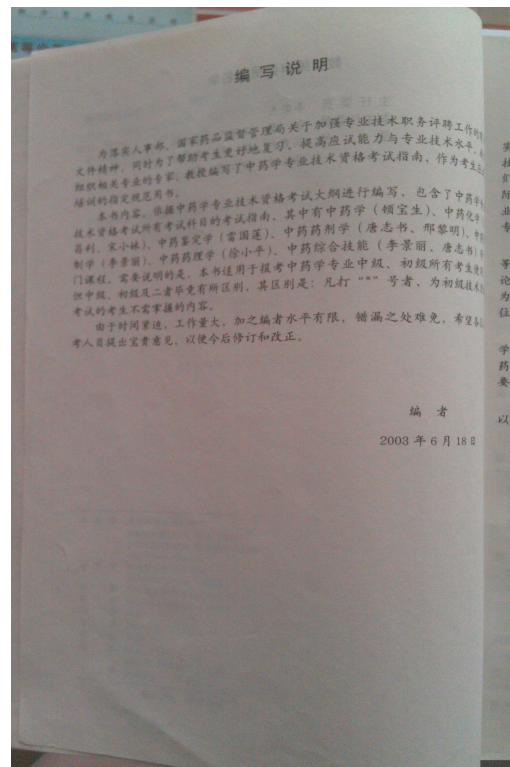 编写说明
为落实人事部、国家药品监督管理局关于加强专业技术职务评聘工作的
文件精神，同时为了帮助考生更好地复习，提高应试能力与专业技术水平，
组织相关专业的专家、教授编写了中药学专业技术资格考试指南，作为考生
培训的指定规范用书。
本书内容，依据中药学专业技术资格考试大纲进行编写，包含了中药学
技术资格考试所有考试科目的考试指南，其中有中药学（顿宝生）、中药化学
昌利、宋小妹）、中药鉴定学（雷国莲）、中药药剂学（唐志书、邢黎明）、
制剂学（李景丽）、中药药理学（徐小平）、中药综合技能（李景丽、唐志书）
门课程。需要说明的是，本书适用于报考中药学专业中级、初级所有考生
但中级、初级及二者毕竟有所区别，其区别是：凡打“*”号者，为初级技术
考试的考生不需掌握的内容。
由于时间紧迫，工作量大，加之编者水平有限，错漏之处难免，希望
考人员提出宝贵意见，以便今后修订和改正。
编 者
2003年6月18日